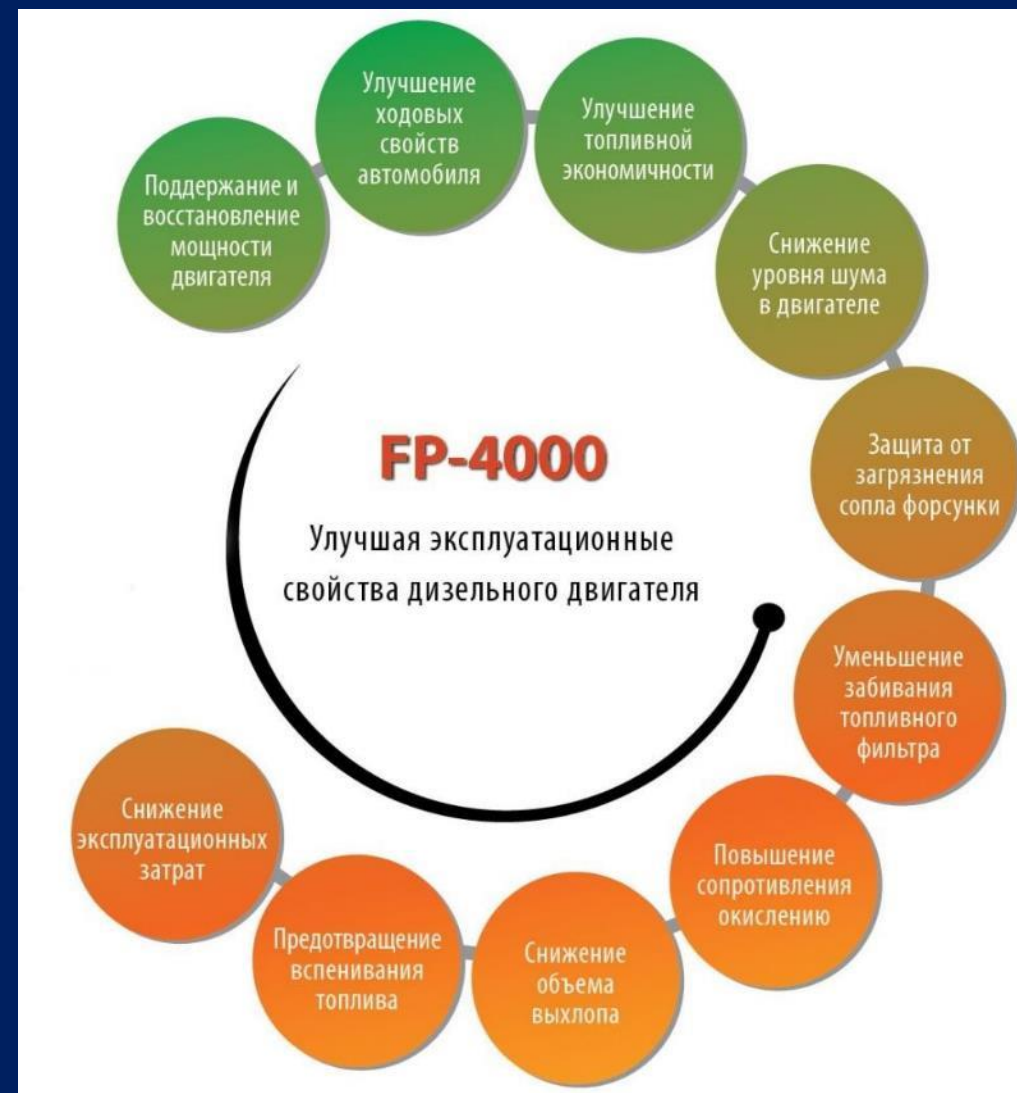 Поддержание и
восстановление
мощности
двигателя
Улучшение
ходовых
свойств
автомобиля
Улучшение
топливной
экономичности
Снижение
уровня шума
в двигателе
Защита от
загрязнения
сопла форсунки
Уменьшение
забивания
топливного
фильтра
Повышение
сопротивления
окислению
Снижение
объема
выхлопа
Предотвращение
вспенивания
топлива
Снижение
эксплуатационных
затрат
FP-4000
Улучшая эксплуатационные
свойства дизельного двигателя